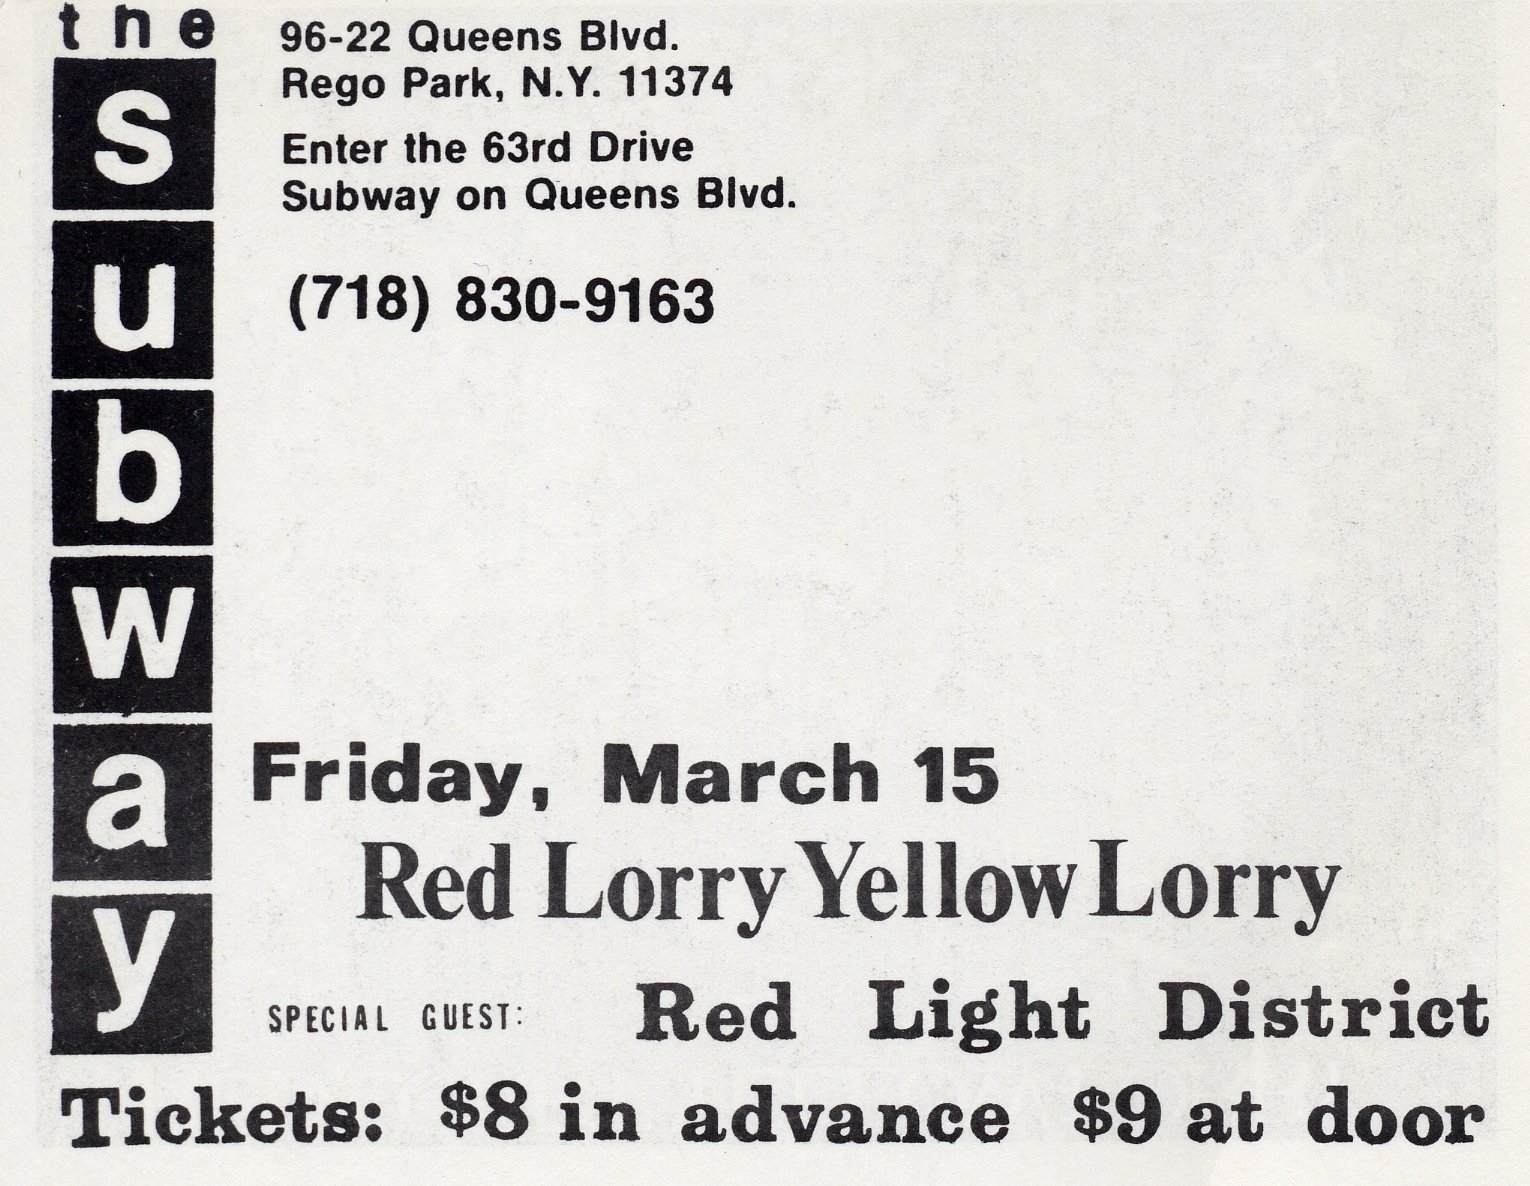 the
Subway
96-22 Queens Blvd.
Rego Park, N.Y. 11374
Enter the 63rd Drive
Subway on Queens Blvd.
(718) 830-9163
Friday, March 15
Red Lorry Yellow Lorry
SPECIAL GUEST: Red Light District
Tickets: $8 in advance $9 at door